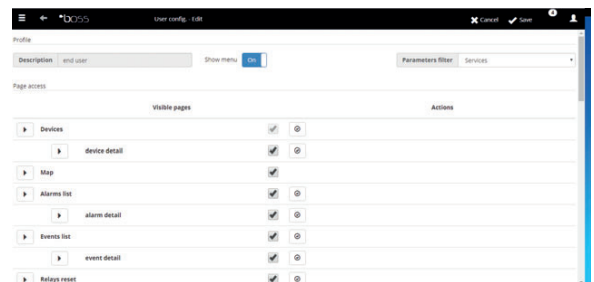 boss User config. - Edit Cancel Save 4
Profile
Description end user Show menu On Parameters filter Services
Page access
Visible pages Actions
Devices
device detail
Map
Alarms list
alarm detail
Events list
event detail
Relays reset